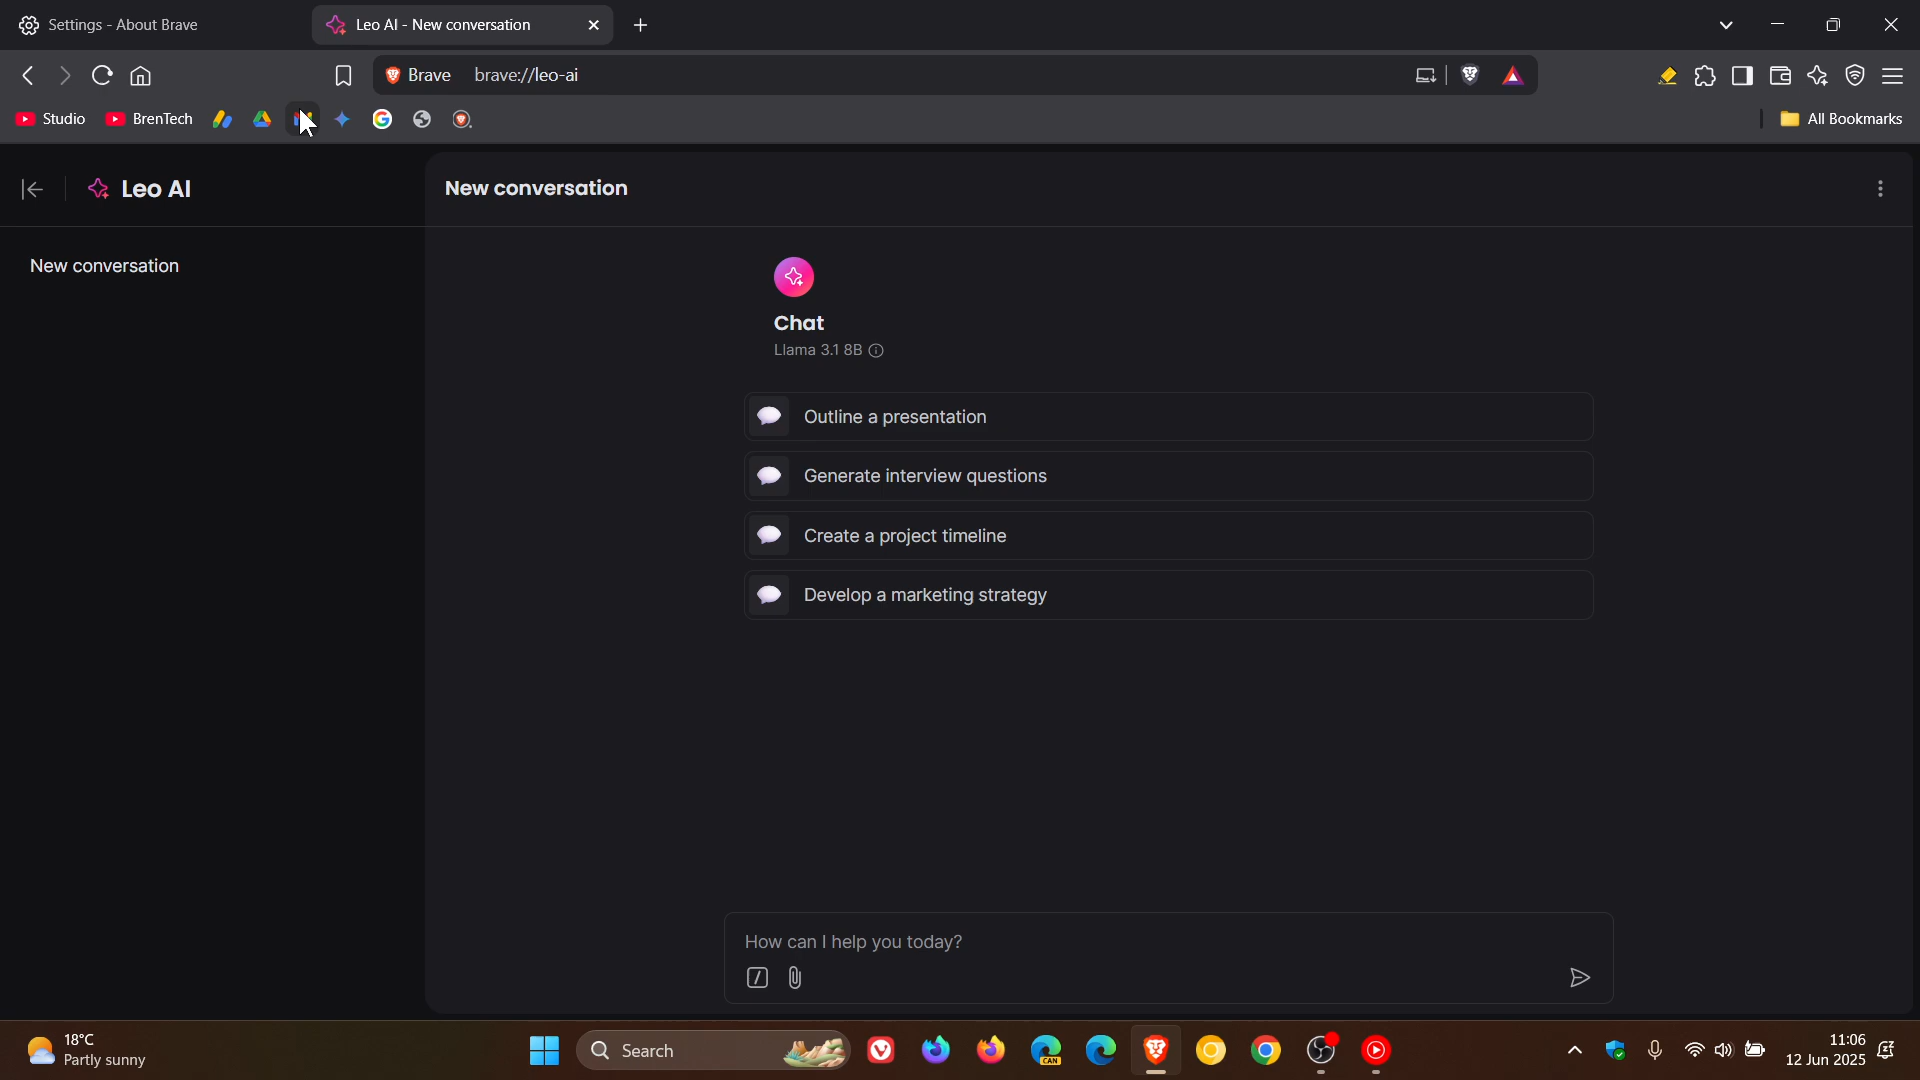 Settings - About Brave
Leo AI - New conversation
Brave
brave://leo-ai
Studio
BrenTech
All Bookmarks
Leo AI
New conversation
New conversation
Chat
Llama 3.1 8B
Outline a presentation
Generate interview questions
Create a project timeline
Develop a marketing strategy
How can I help you today?
18°C
Partly sunny
Search
CAN
11:06
12 Jun 2025